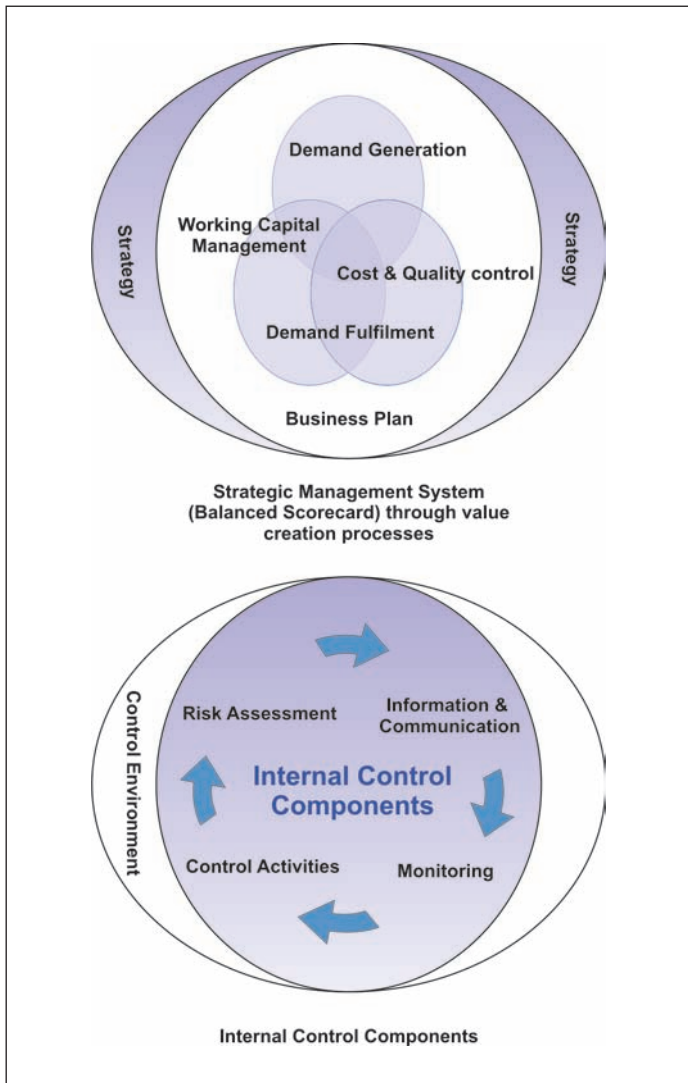 Demand Generation
Working Capital
Management
Strategy
Strategy
Cost & Quality control
Demand Fulfilment
Business Plan
Strategic Management System
(Balanced Scorecard) through value
creation processes
Control Environment
Risk Assessment
Information &
Communication
Internal Control
Components
Control Activities
Monitoring
Internal Control Components